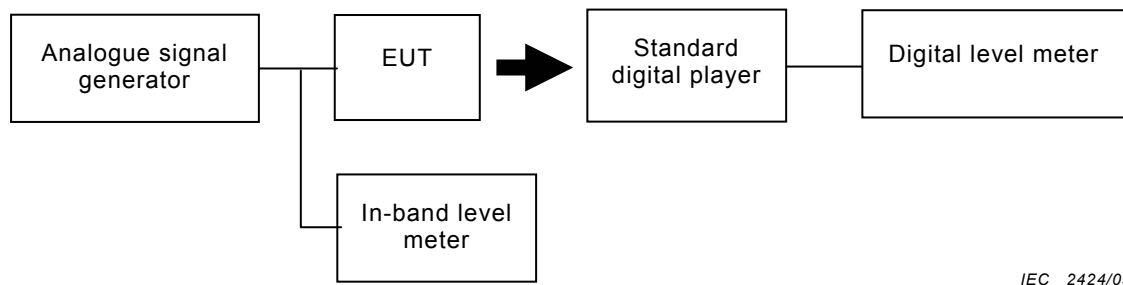 Analogue signal
generator
EUT
Standard
digital player
Digital level meter
In-band level
meter
IEC 2424/0